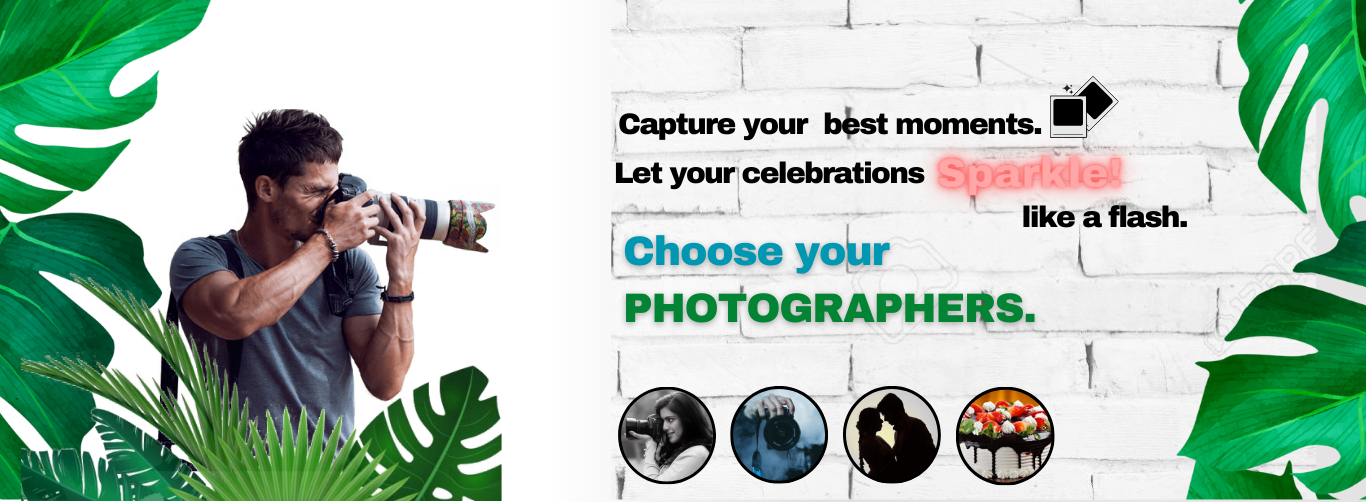 Capture your best moments.
Let your celebrations Sparkle!
like a flash.
Choose your
PHOTOGRAPHERS.